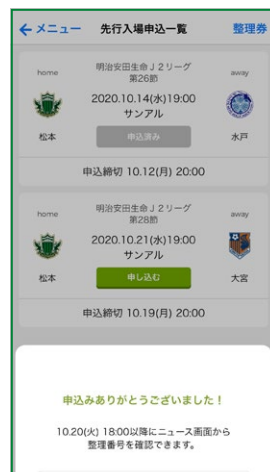 ←メニュー 先行入場申込一覧 整理券
home 明治安田生命J2リーグ away
第26節
2020.10.14(水)19:00
サンアル
松本 申込済み 水戸
申込締切 10.12(月) 20:00
home 明治安田生命J2リーグ away
第28節
2020.10.21(水)19:00
サンアル
松本 申し込む 大宮
申込締切 10.19(月) 20:00
申込みありがとうございました！
10.20(火) 18:00以降にニュース画面から
整理番号を確認できます。